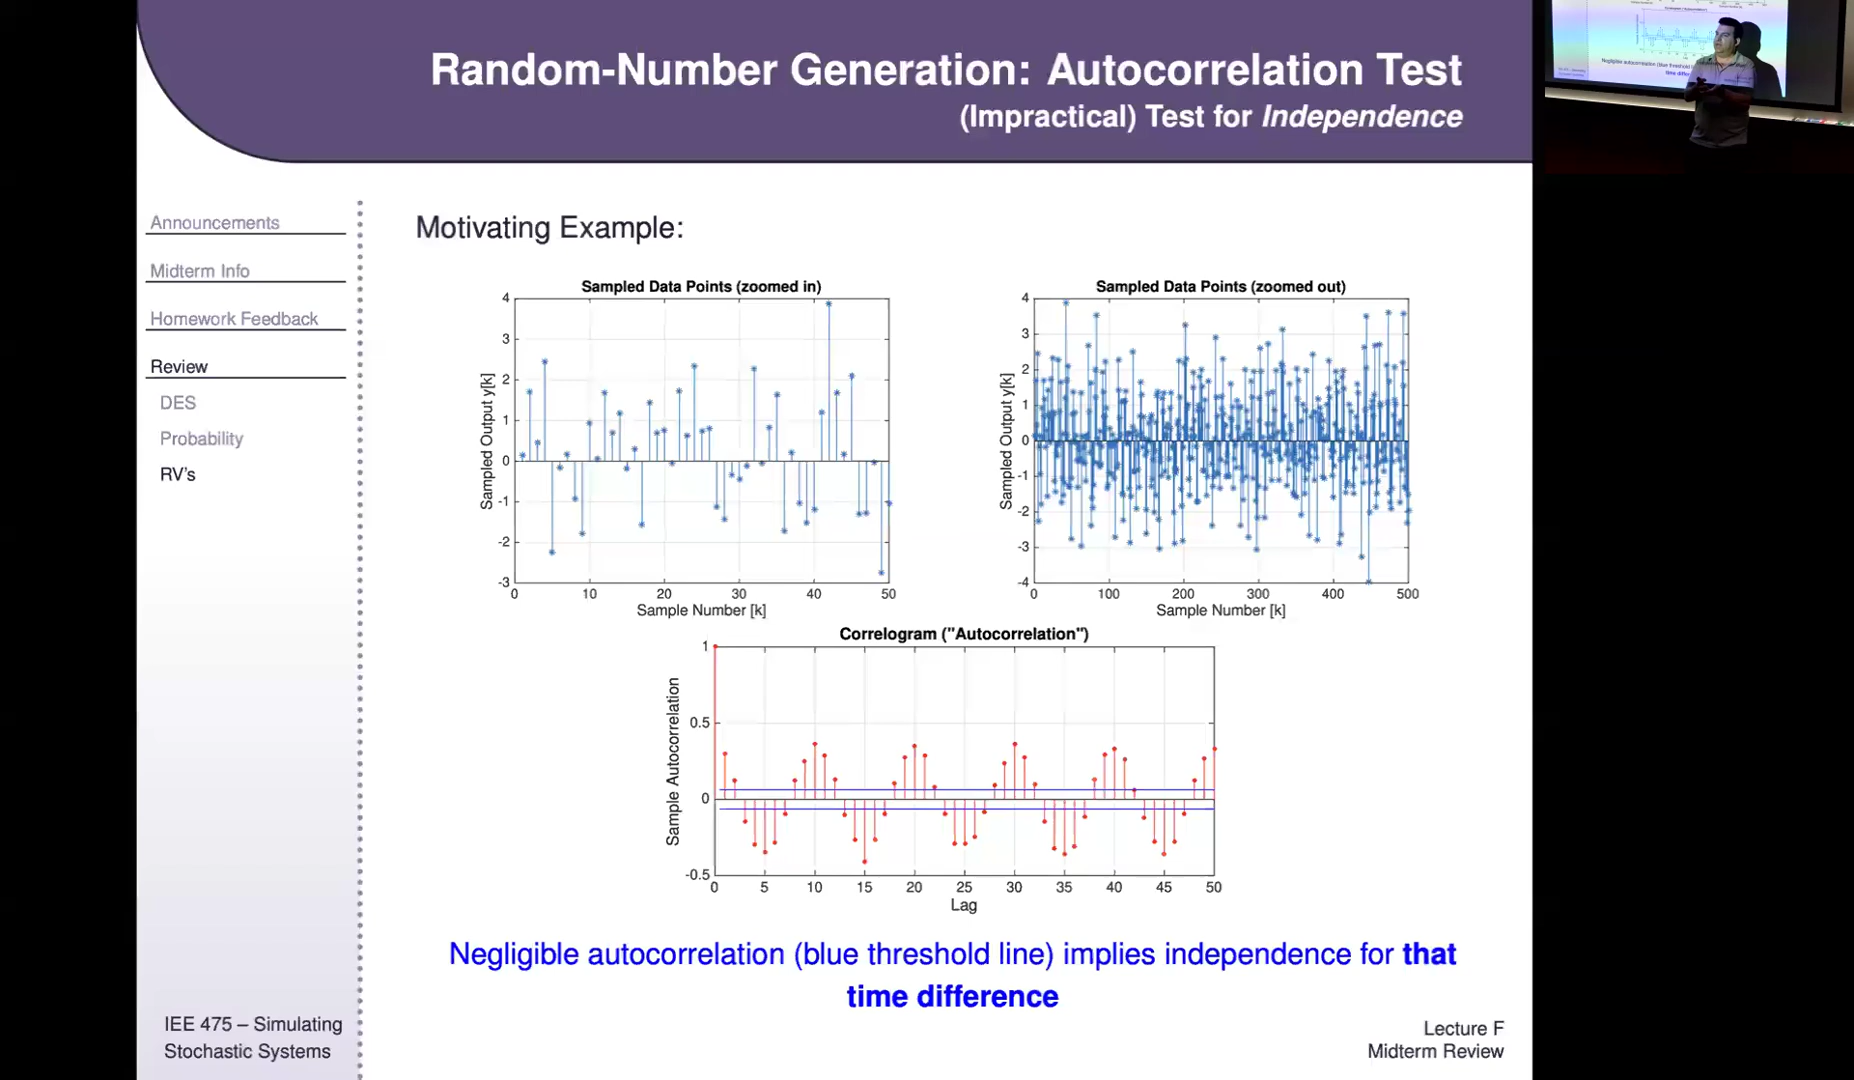 Random-Number Generation: Autocorrelation Test
(Impractical) Test for Independence
Announcements
Midterm Info
Homework Feedback
Review
DES
Probability
RV's
Motivating Example:
Sampled Data Points (zoomed in)
Sampled Output y[k]
4
3
2
1
0
-1
-2
-3
0 10 20 30 40 50
Sample Number [k]
Sampled Data Points (zoomed out)
Sampled Output y[k]
4
3
2
1
0
-1
-2
-3
-4
0 100 200 300 400 500
Sample Number [k]
Correlogram ("Autocorrelation")
Sample Autocorrelation
1
0.5
0
-0.5
0 5 10 15 20 25 30 35 40 45 50
Lag
Negligible autocorrelation (blue threshold line) implies independence for that
time difference
IEE 475 – Simulating
Stochastic Systems
Lecture F
Midterm Review